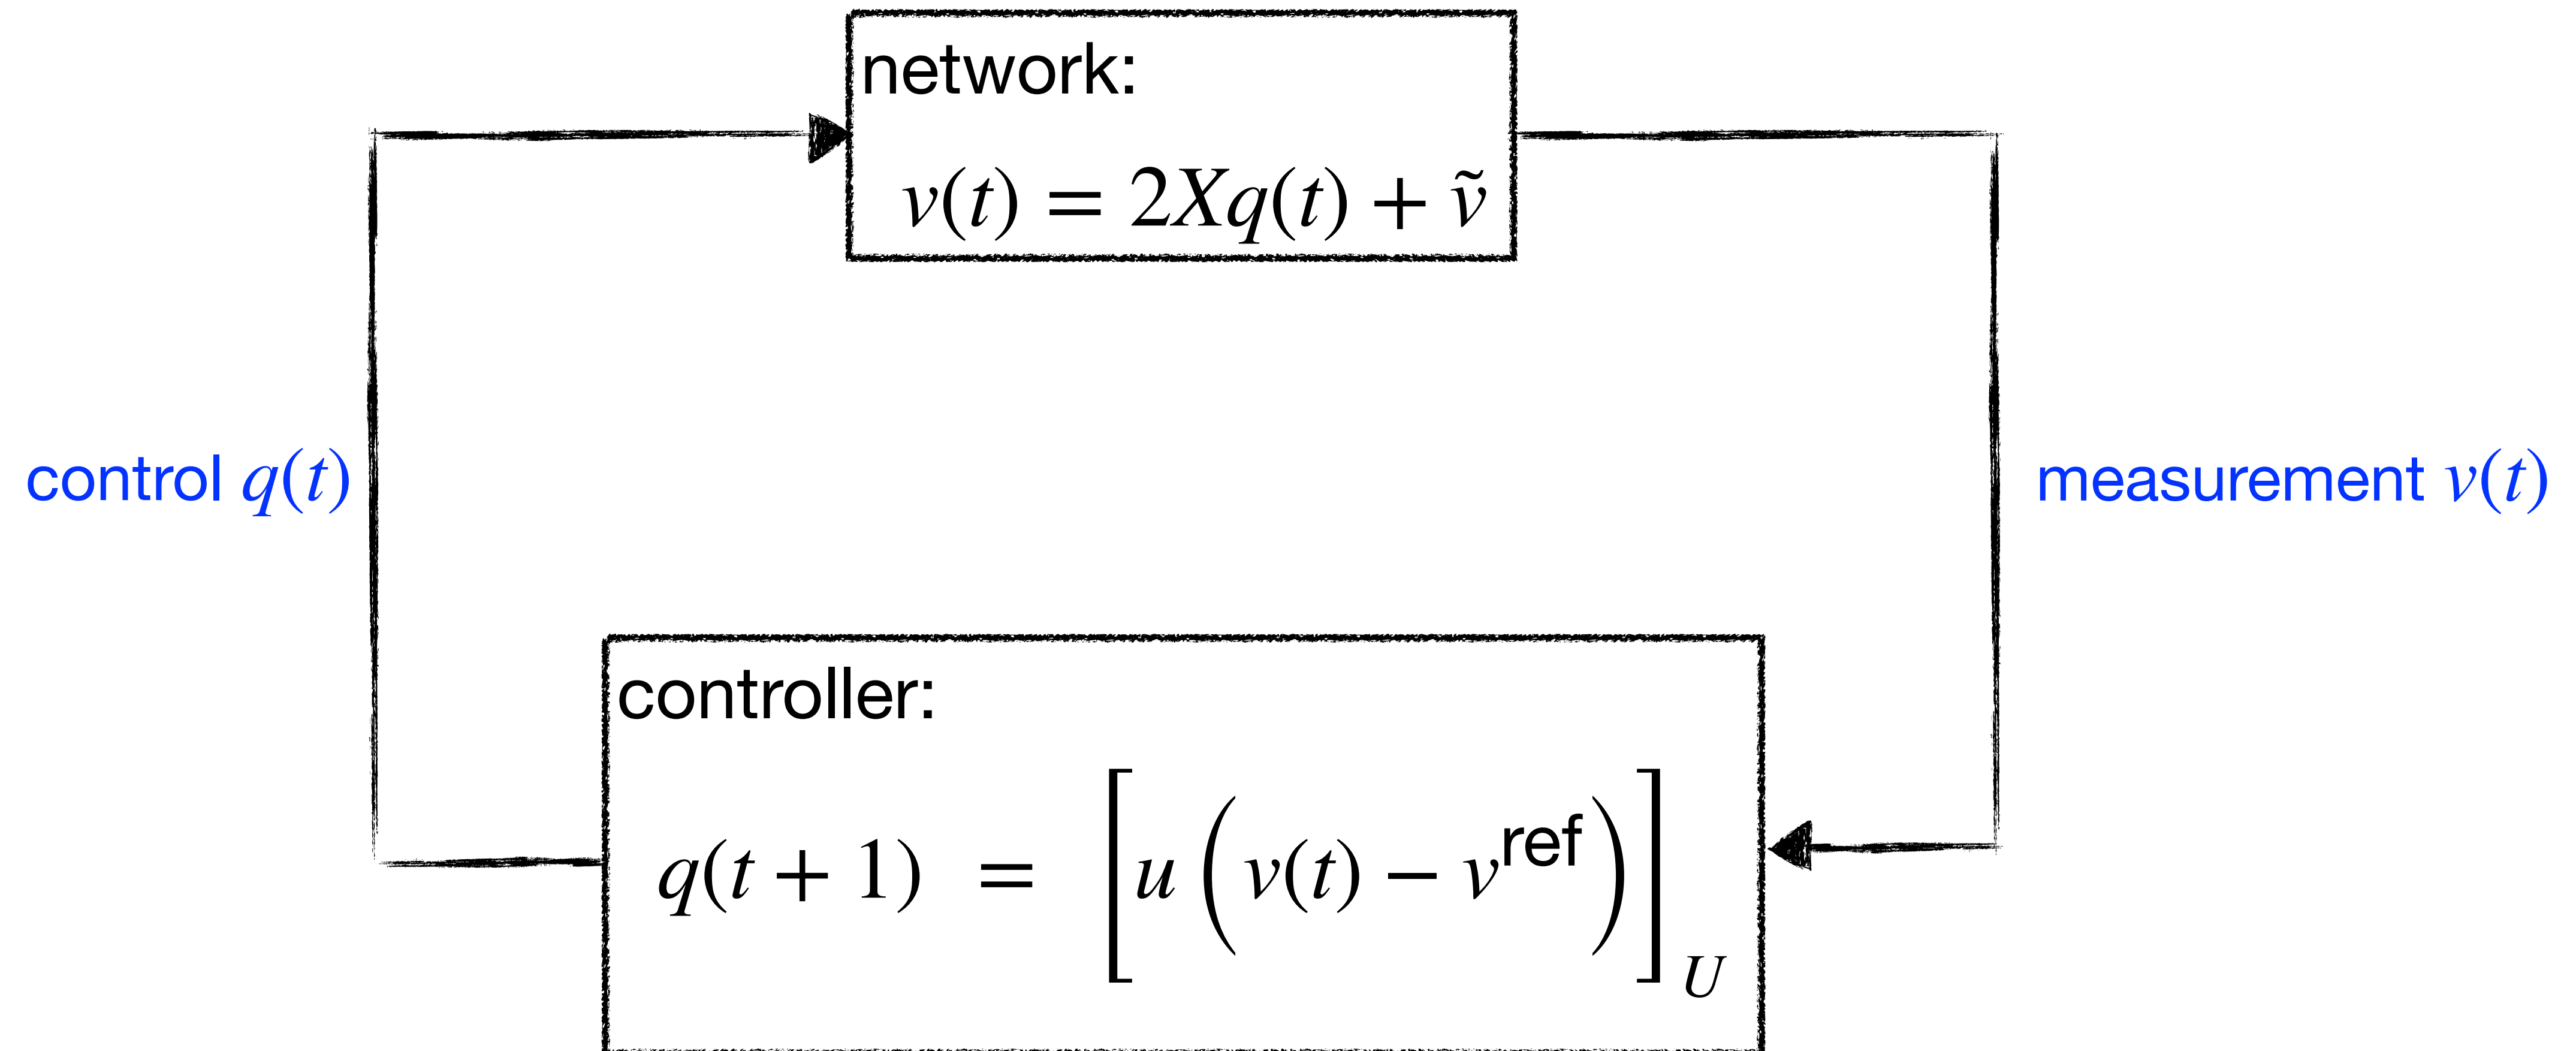 network:
v(t) = 2Xq(t) + ṽ
control q(t)
measurement v(t)
controller:
q(t + 1) = [u(v(t) − v^ref)]_U